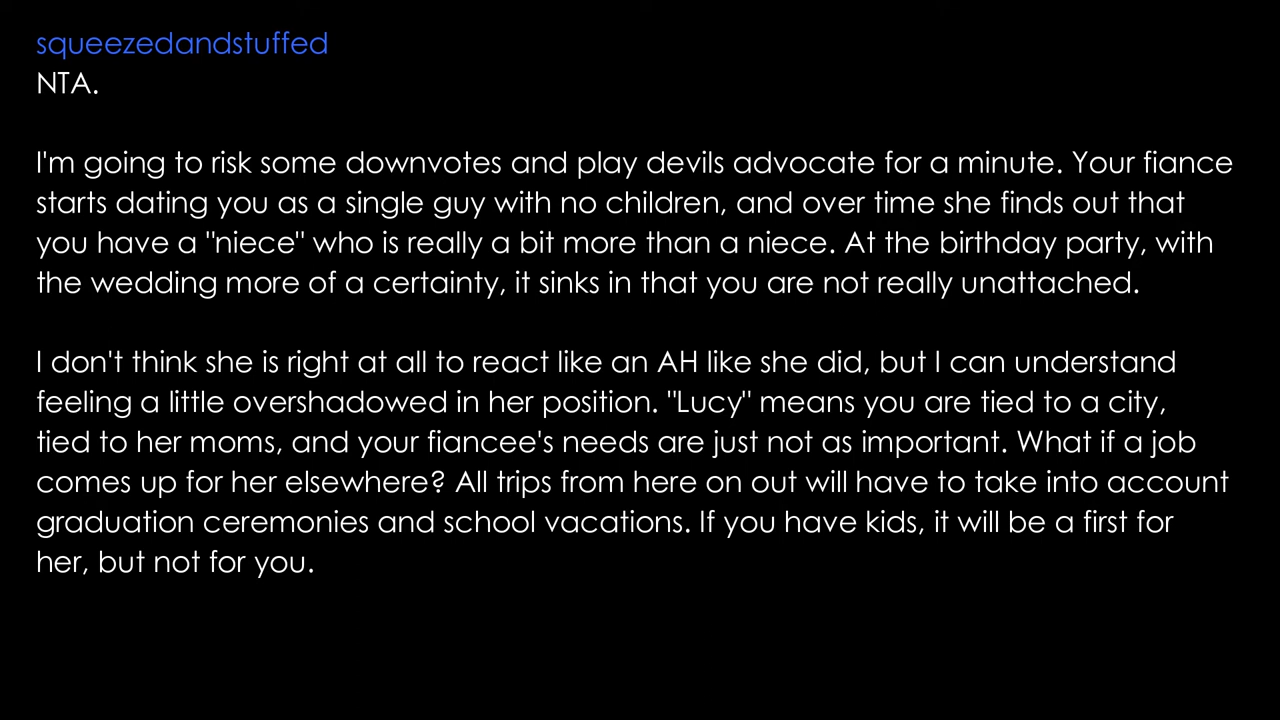 squeezedandstuffed
NTA.
I'm going to risk some downvotes and play devils advocate for a minute. Your fiance
starts dating you as a single guy with no children, and over time she finds out that
you have a "niece" who is really a bit more than a niece. At the birthday party, with
the wedding more of a certainty, it sinks in that you are not really unattached.
I don't think she is right at all to react like an AH like she did, but I can understand
feeling a little overshadowed in her position. "Lucy" means you are tied to a city,
tied to her moms, and your fiancee's needs are just not as important. What if a job
comes up for her elsewhere? All trips from here on out will have to take into account
graduation ceremonies and school vacations. If you have kids, it will be a first for
her, but not for you.